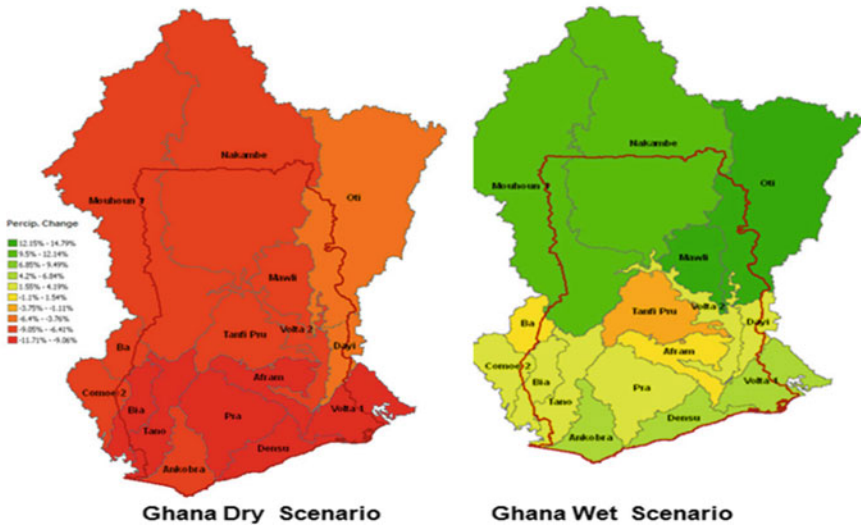 Nakambe
Oti
Mouhoun
Percip. Change
12.15% - 14.79%
9.5% - 12.14%
6.85% - 9.49%
4.2% - 6.84%
1.55% - 4.19%
-1.1% - 1.54%
-3.75% - -1.11%
-6.4% - -3.76%
-9.05% - -6.41%
-11.71% - -9.06%
Mawli
Tanfi Pru
Volta 2
Ba
Dayi
Comoe 2
Afram
Bia
Pra
Volta 4
Tano
Densu
Ankobra
Ghana Dry Scenario
Nakambe
Oti
Mouhoun
Mawli
Volta 2
Tanfi Pru
Ba
Dayi
Afram
Comoe 2
Bia
Pra
Volta 4
Tano
Densu
Ankobra
Ghana Wet Scenario